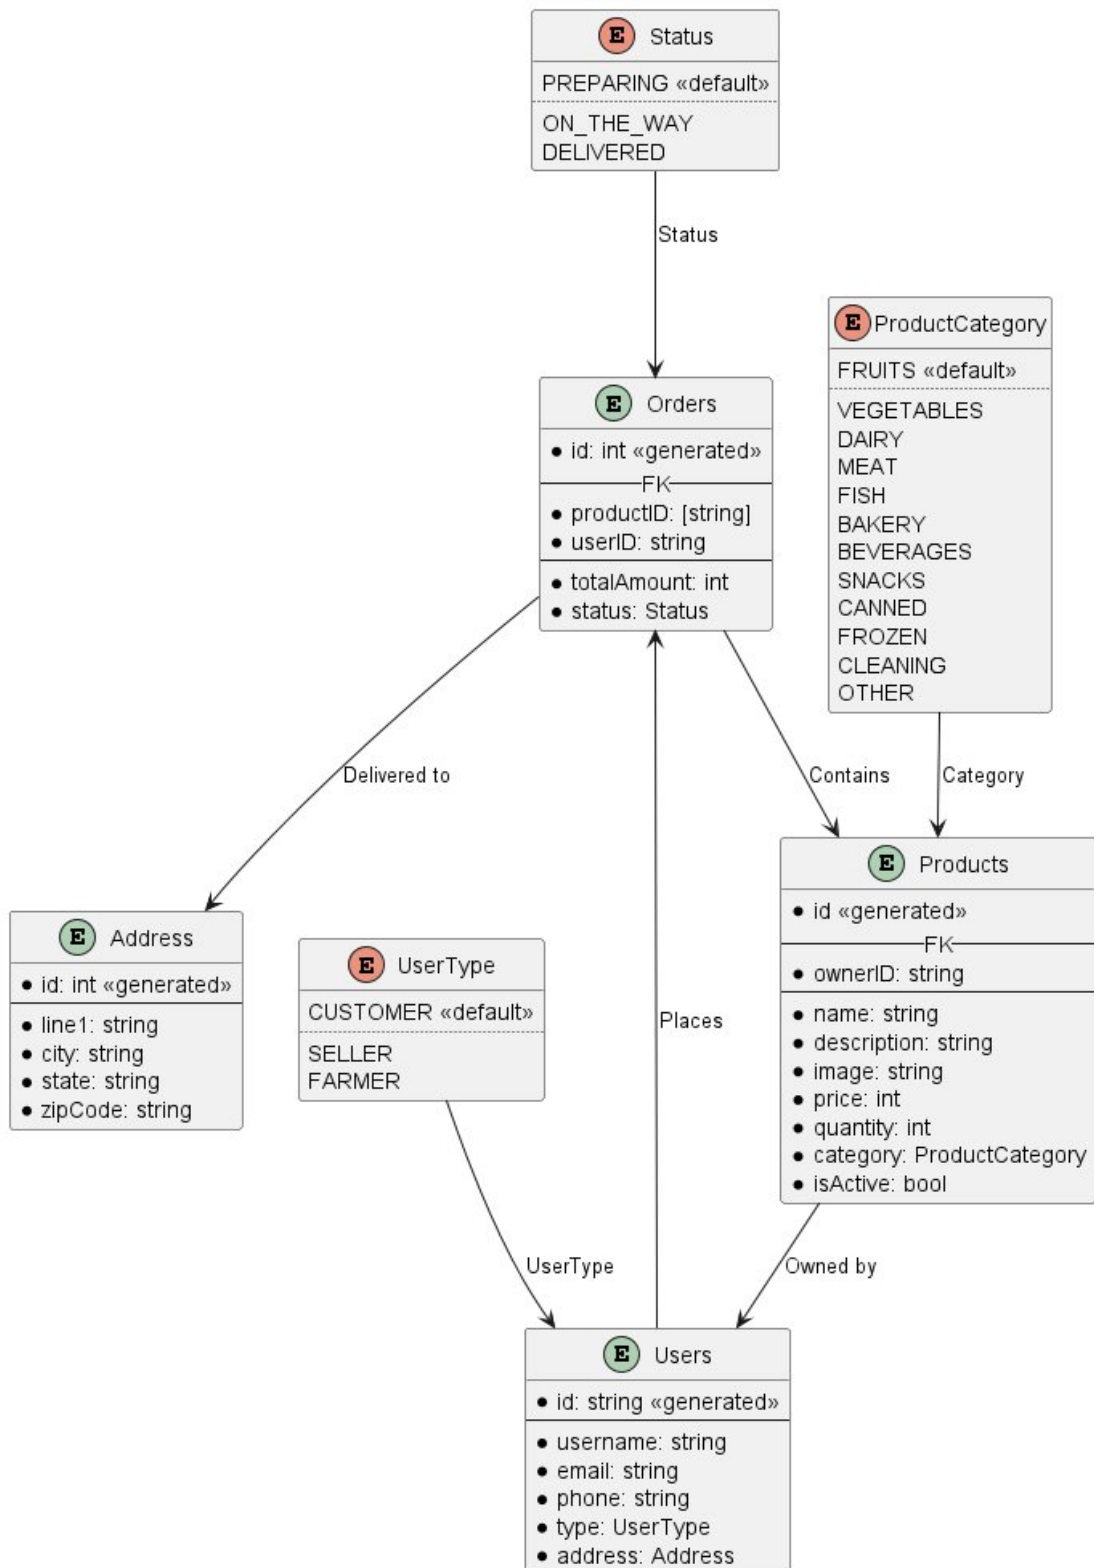 E Status
PREPARING «default»
ON_THE_WAY
DELIVERED
Status
E ProductCategory
FRUITS «default»
VEGETABLES
DAIRY
MEAT
FISH
BAKERY
BEVERAGES
SNACKS
CANNED
FROZEN
CLEANING
OTHER
E Orders
id: int «generated»
FK
productID: [string]
userID: string
totalAmount: int
status: Status
Delivered to
Contains
Category
E Address
id: int «generated»
line1: string
city: string
state: string
zipCode: string
E UserType
CUSTOMER «default»
SELLER
FARMER
Places
E Products
id «generated»
FK
ownerID: string
name: string
description: string
image: string
price: int
quantity: int
category: ProductCategory
isActive: bool
UserType
Owned by
E Users
id: string «generated»
username: string
email: string
phone: string
type: UserType
address: Address